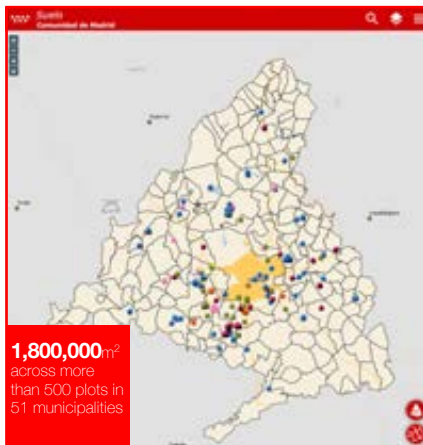 Suelo
Comunidad de Madrid
1,800,000m²
across more
than 500 plots in
51 municipalities